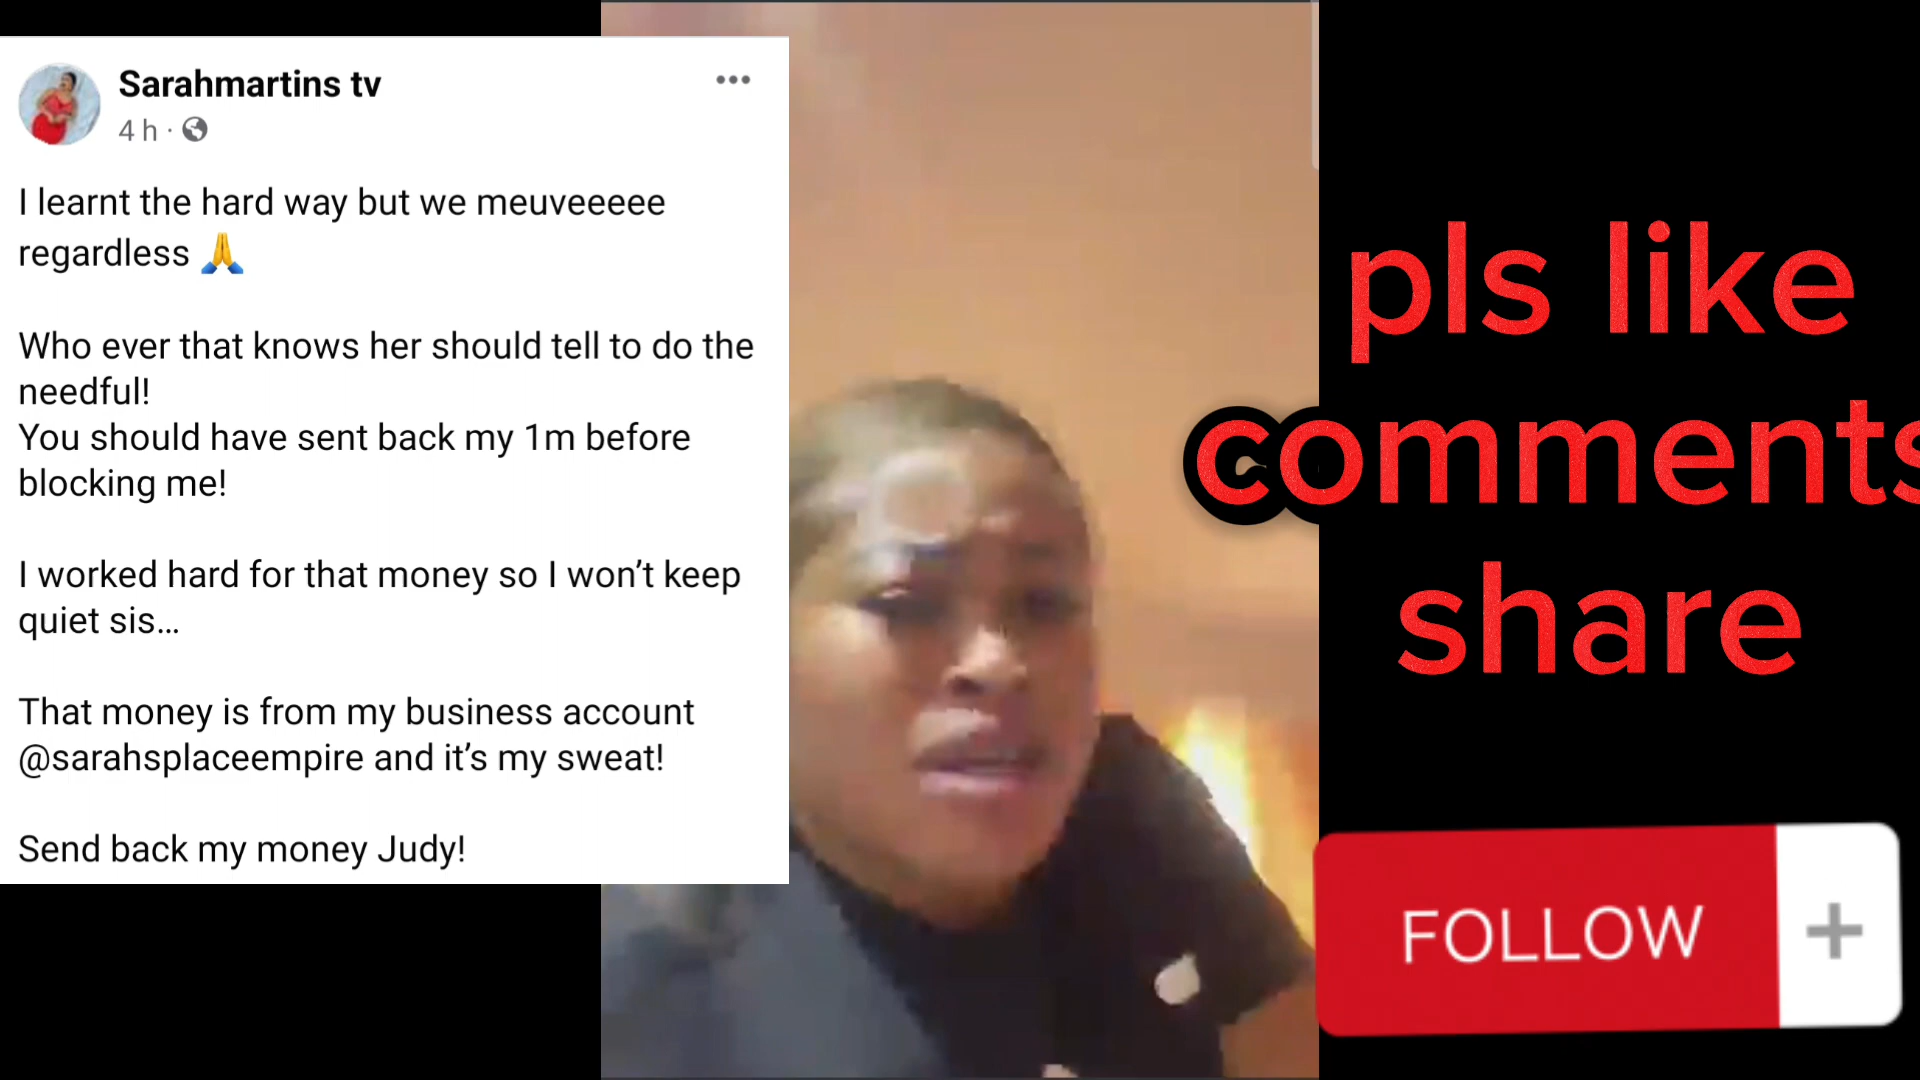 Sarahmartins tv
4 h ·
I learnt the hard way but we meuveeeee
regardless 🙏
Who ever that knows her should tell to do the
needful!
You should have sent back my 1m before
blocking me!
I worked hard for that money so I won't keep
quiet sis...
That money is from my business account
@sarahsplaceempire and it's my sweat!
Send back my money Judy!
pls like
comments
share
FOLLOW +